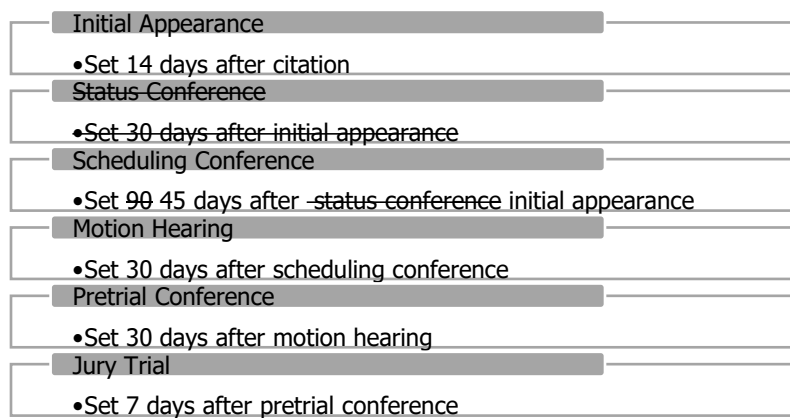 Initial Appearance
•Set 14 days after citation
Status Conference
•Set 30 days after initial appearance
Scheduling Conference
•Set 90 45 days after status conference initial appearance
Motion Hearing
•Set 30 days after scheduling conference
Pretrial Conference
•Set 30 days after motion hearing
Jury Trial
•Set 7 days after pretrial conference